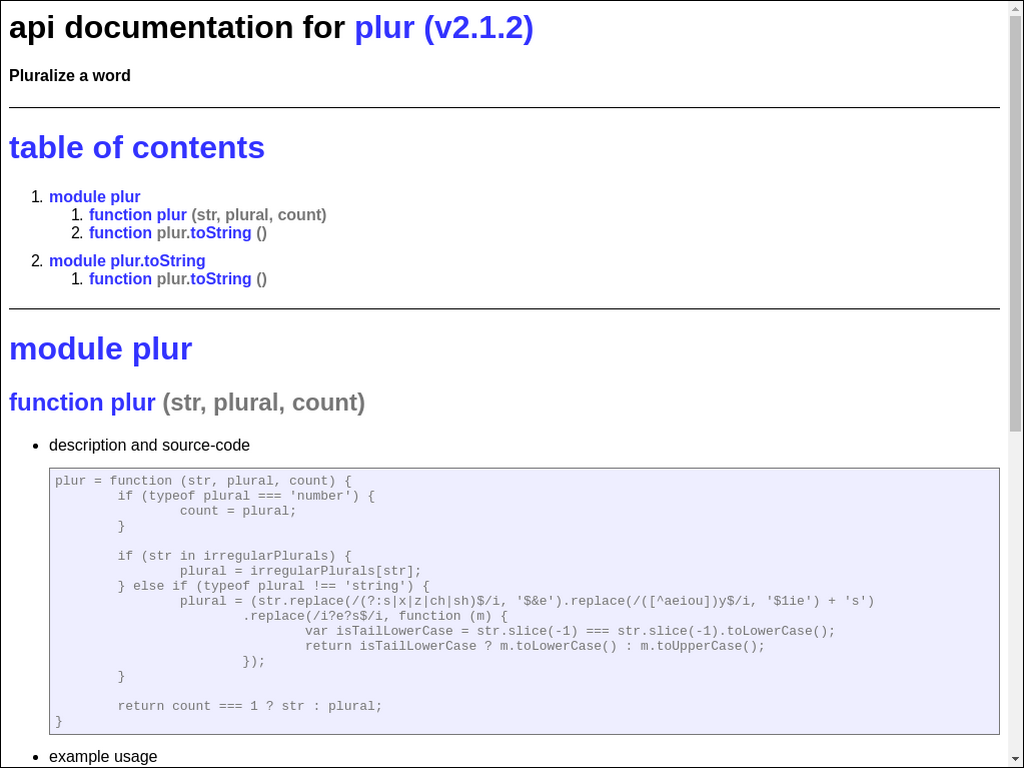 api documentation for plur (v2.1.2)
Pluralize a word
table of contents
1. module plur
1. function plur (str, plural, count)
2. function plur.toString ()
2. module plur.toString
1. function plur.toString ()
module plur
function plur (str, plural, count)
• description and source-code
plur = function (str, plural, count) {
        if (typeof plural === 'number') {
                count = plural;
        }

        if (str in irregularPlurals) {
                plural = irregularPlurals[str];
        } else if (typeof plural !== 'string') {
                plural = (str.replace(/(?:s|x|z|ch|sh)$/i, '$&e').replace(/([^aeiou])y$/i, '$1ie') + 's')
                        .replace(/i?e?s$/i, function (m) {
                                var isTailLowerCase = str.slice(-1) === str.slice(-1).toLowerCase();
                                return isTailLowerCase ? m.toLowerCase() : m.toUpperCase();
                        });
        }

        return count === 1 ? str : plural;
}
• example usage